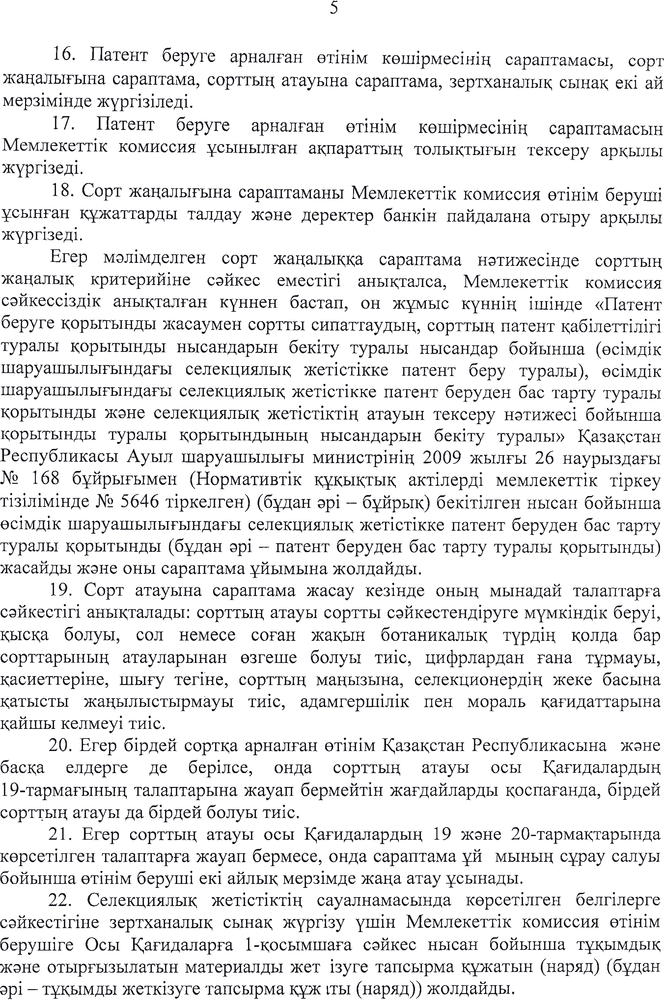 5
16. Патент беруге арналған өтінім көшірмесінің сараптамасы, сорт
жаңалығына сараптама, сорттың атауына сараптама, зертханалық сынақ екі ай
мерзімінде жүргізіледі.
17. Патент беруге арналған өтінім көшірмесінің сараптамасын
Мемлекеттік комиссия ұсынылған ақпараттың толықтығын тексеру арқылы
жүргізеді.
18. Сорт жаңалығына сараптаманы Мемлекеттік комиссия өтінім беруші
ұсынған құжаттарды талдау және деректер банкін пайдалана отыру арқылы
жүргізеді.
Егер мәлімделген сорт жаңалыққа сараптама нәтижесінде сорттың
жаңалық критерийіне сәйкес еместігі анықталса, Мемлекеттік комиссия
сәйкессіздік анықталған күннен бастап, он жұмыс күннің ішінде «Патент
беруге қорытынды жасаумен сортты сипаттаудың, сорттың патент қабілеттілігі
туралы қорытынды нысандарын бекіту туралы нысандар бойынша (өсімдік
шаруашылығындағы селекциялық жетістікке патент беру туралы), өсімдік
шаруашылығындағы селекциялық жетістікке патент беруден бас тарту туралы
қорытынды және селекциялық жетістіктің атауын тексеру нәтижесі бойынша
қорытынды туралы қорытындының нысандарын бекіту туралы» Қазақстан
Республикасы Ауыл шаруашылығы министрінің 2009 жылғы 26 наурыздағы
№ 168 бұйрығымен (Нормативтік құқықтық актілерді мемлекеттік тіркеу
тізілімінде № 5646 тіркелген) (бұдан әрі – бұйрық) бекітілген нысан бойынша
өсімдік шаруашылығындағы селекциялық жетістікке патент беруден бас тарту
туралы қорытынды (бұдан әрі – патент беруден бас тарту туралы қорытынды)
жасайды және оны сараптама ұйымына жолдайды.
19. Сорт атауына сараптама жасау кезінде оның мынадай талаптарға
сәйкестігі анықталады: сорттың атауы сортты сәйкестендіруге мүмкіндік беруі,
қысқа болуы, сол немесе соған жақын ботаникалық түрдің қолда бар
сорттарының атауларынан өзгеше болуы тиіс, цифрлардан ғана тұрмауы,
қасиеттеріне, шығу тегіне, сорттың маңызына, селекционердің жеке басына
қатысты жаңылыстырмауы тиіс, адамгершілік пен мораль қағидаттарына
қайшы келмеуі тиіс.
20. Егер бірдей сортқа арналған өтінім Қазақстан Республикасына және
басқа елдерге де берілсе, онда сорттың атауы осы Қағидалардың
19-тармағының талаптарына жауап бермейтін жағдайларды қоспағанда, бірдей
сорттың атауы да бірдей болуы тиіс.
21. Егер сорттың атауы осы Қағидалардың 19 және 20-тармақтарында
көрсетілген талаптарға жауап бермесе, онда сараптама ұй мының сұрау салуы
бойынша өтінім беруші екі айлық мерзімде жаңа атау ұсынады.
22. Селекциялық жетістіктің сауалнамасында көрсетілген белгілерге
сәйкестігіне зертханалық сынақ жүргізу үшін Мемлекеттік комиссия өтінім
берушіге Осы Қағидаларға 1-қосымшаға сәйкес нысан бойынша тұқымдық
және отырғызылатын материалды жет ізуге тапсырма құжатын (наряд) (бұдан
әрі – тұқымды жеткізуге тапсырма құж ты (наряд)) жолдайды.